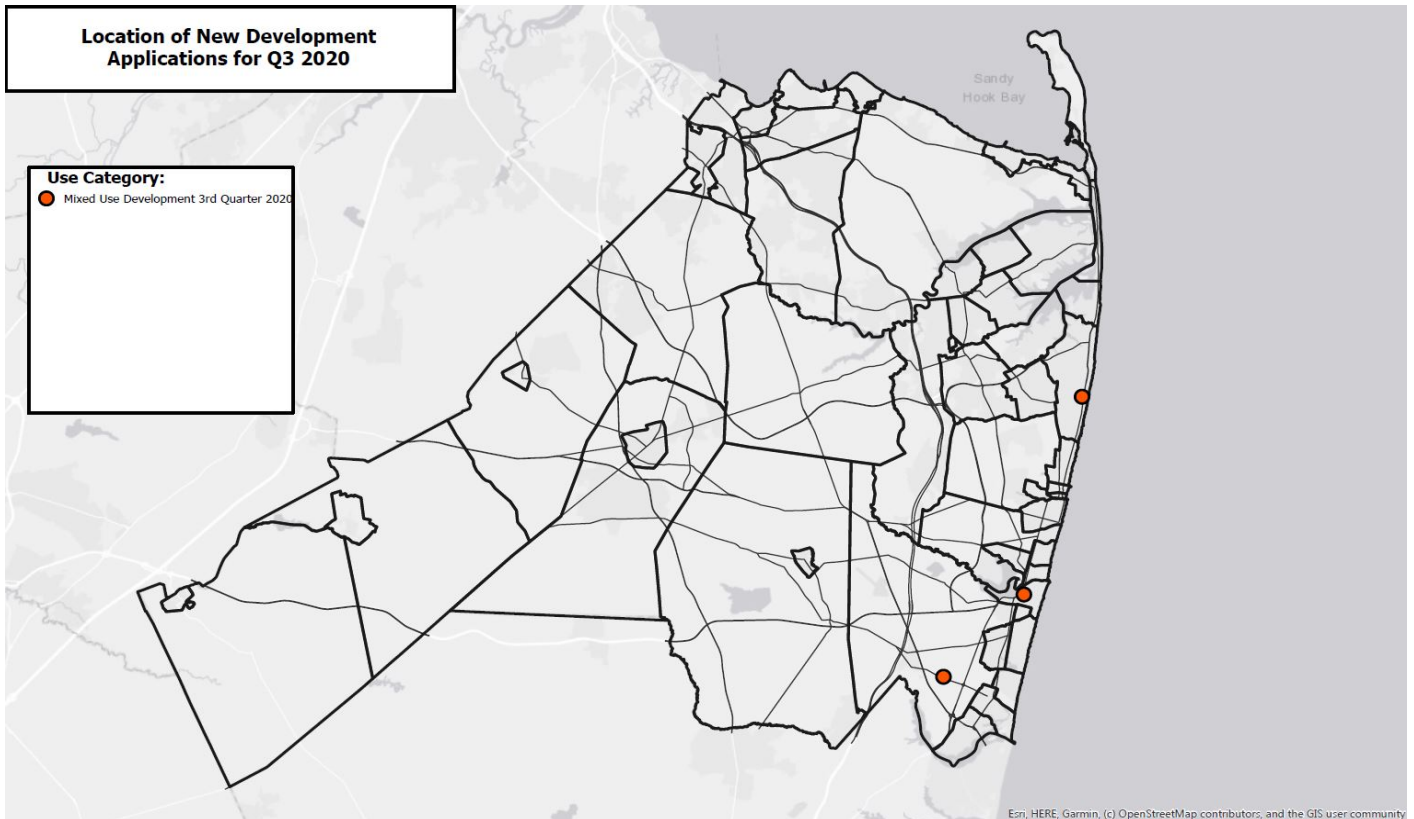 Location of New Development
Applications for Q3 2020
Sandy
Hook Bay
Use Category:
Mixed Use Development 3rd Quarter 2020
Esri, HERE, Garmin, (c) OpenStreetMap contributors, and the GIS user community